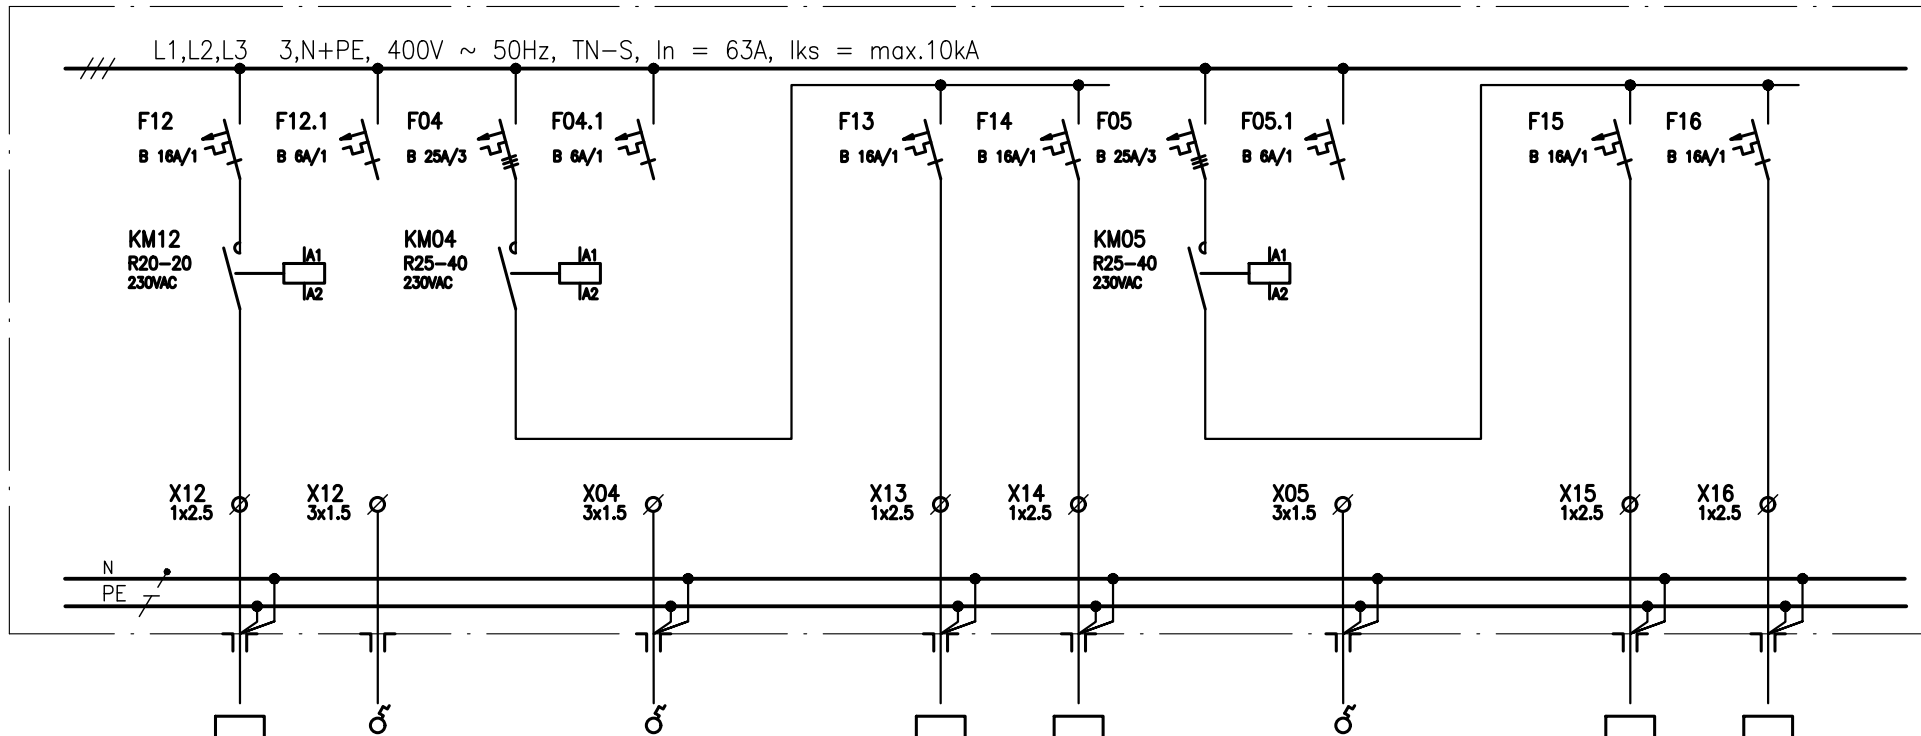 L1,L2,L3 3,N+PE, 400V ~ 50Hz, TN-S, In = 63A, Iks = max.10kA
F12
B 16A/1
F12.1
B 6A/1
F04
B 25A/3
F04.1
B 6A/1
F13
B 16A/1
F14
B 16A/1
F05
B 25A/3
F05.1
B 6A/1
F15
B 16A/1
F16
B 16A/1
KM12
R20-20
230VAC
A1
A2
KM04
R25-40
230VAC
A1
A2
KM05
R25-40
230VAC
A1
A2
X12
1x2.5
X12
3x1.5
X04
3x1.5
X13
1x2.5
X14
1x2.5
X05
3x1.5
X15
1x2.5
X16
1x2.5
N
PE